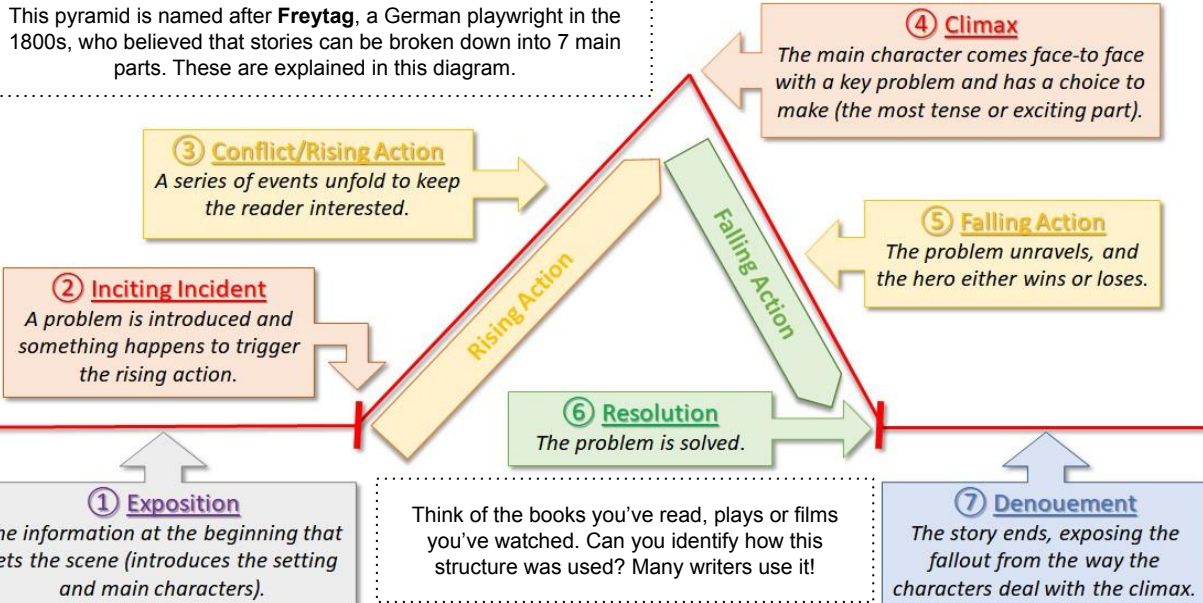 This pyramid is named after Freytag, a German playwright in the
1800s, who believed that stories can be broken down into 7 main
parts. These are explained in this diagram.
④ Climax
The main character comes face-to face
with a key problem and has a choice to
make (the most tense or exciting part).
③ Conflict/Rising Action
A series of events unfold to keep
the reader interested.
Rising Action
Falling Action
⑤ Falling Action
The problem unravels, and
the hero either wins or loses.
② Inciting Incident
A problem is introduced and
something happens to trigger
the rising action.
⑥ Resolution
The problem is solved.
① Exposition
he information at the beginning that
ets the scene (introduces the setting
and main characters).
Think of the books you’ve read, plays or films
you’ve watched. Can you identify how this
structure was used? Many writers use it!
⑦ Denouement
The story ends, exposing the
fallout from the way the
characters deal with the climax.